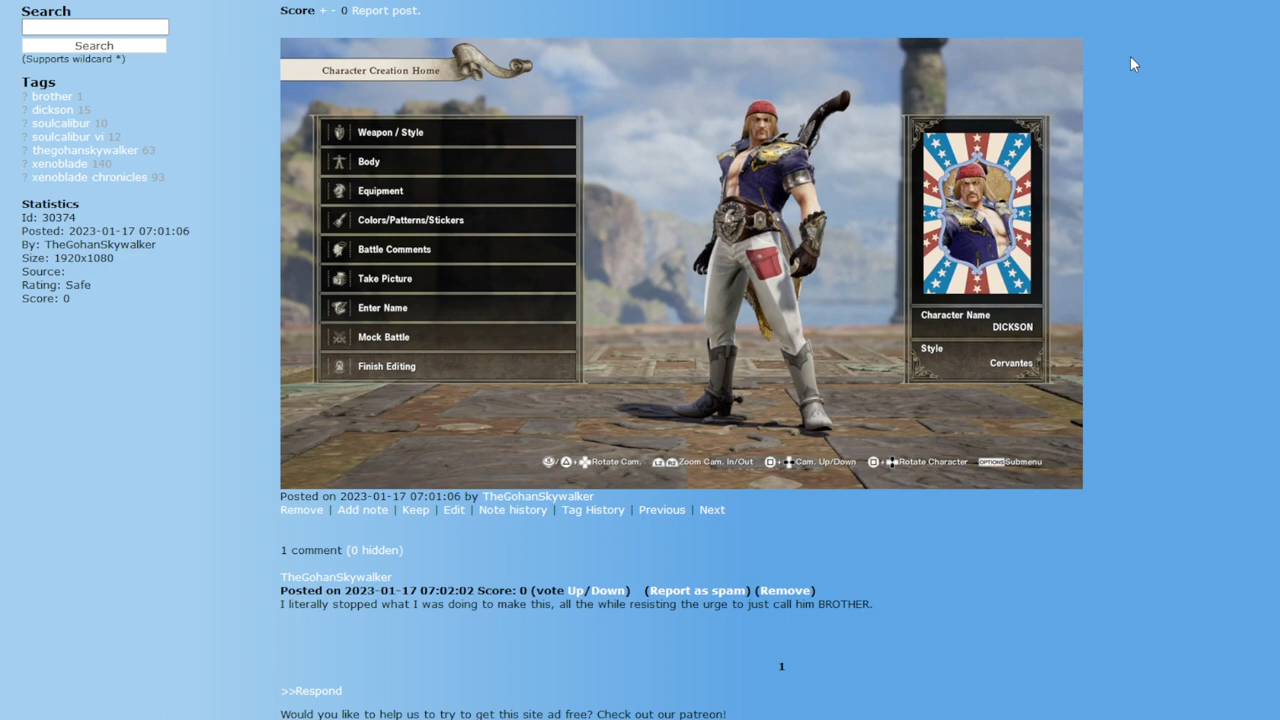 Search
Search
(Supports wildcard *)
Tags
? brother 1
? dickson 15
? soulcalibur 10
? soulcalibur vi 12
? thegohanskywalker 63
? xenoblade 140
? xenoblade chronicles 93
Statistics
Id: 30374
Posted: 2023-01-17 07:01:06
By: TheGohanSkywalker
Size: 1920x1080
Source:
Rating: Safe
Score: 0
Score + - 0 Report post.
Character Creation Home
Weapon / Style
Body
Equipment
Colors/Patterns/Stickers
Battle Comments
Take Picture
Enter Name
Mock Battle
Finish Editing
Character Name
DICKSON
Style
Cervantes
Rotate Cam. L2 R2 Zoom Cam. In/Out Cam. Up/Down Rotate Character OPTIONS Submenu
Posted on 2023-01-17 07:01:06 by TheGohanSkywalker
Remove | Add note | Keep | Edit | Note history | Tag History | Previous | Next
1 comment (0 hidden)
TheGohanSkywalker
Posted on 2023-01-17 07:02:02 Score: 0 (vote Up/Down) (Report as spam) (Remove)
I literally stopped what I was doing to make this, all the while resisting the urge to just call him BROTHER.
1
>>Respond
Would you like to help us to try to get this site ad free? Check out our patreon!